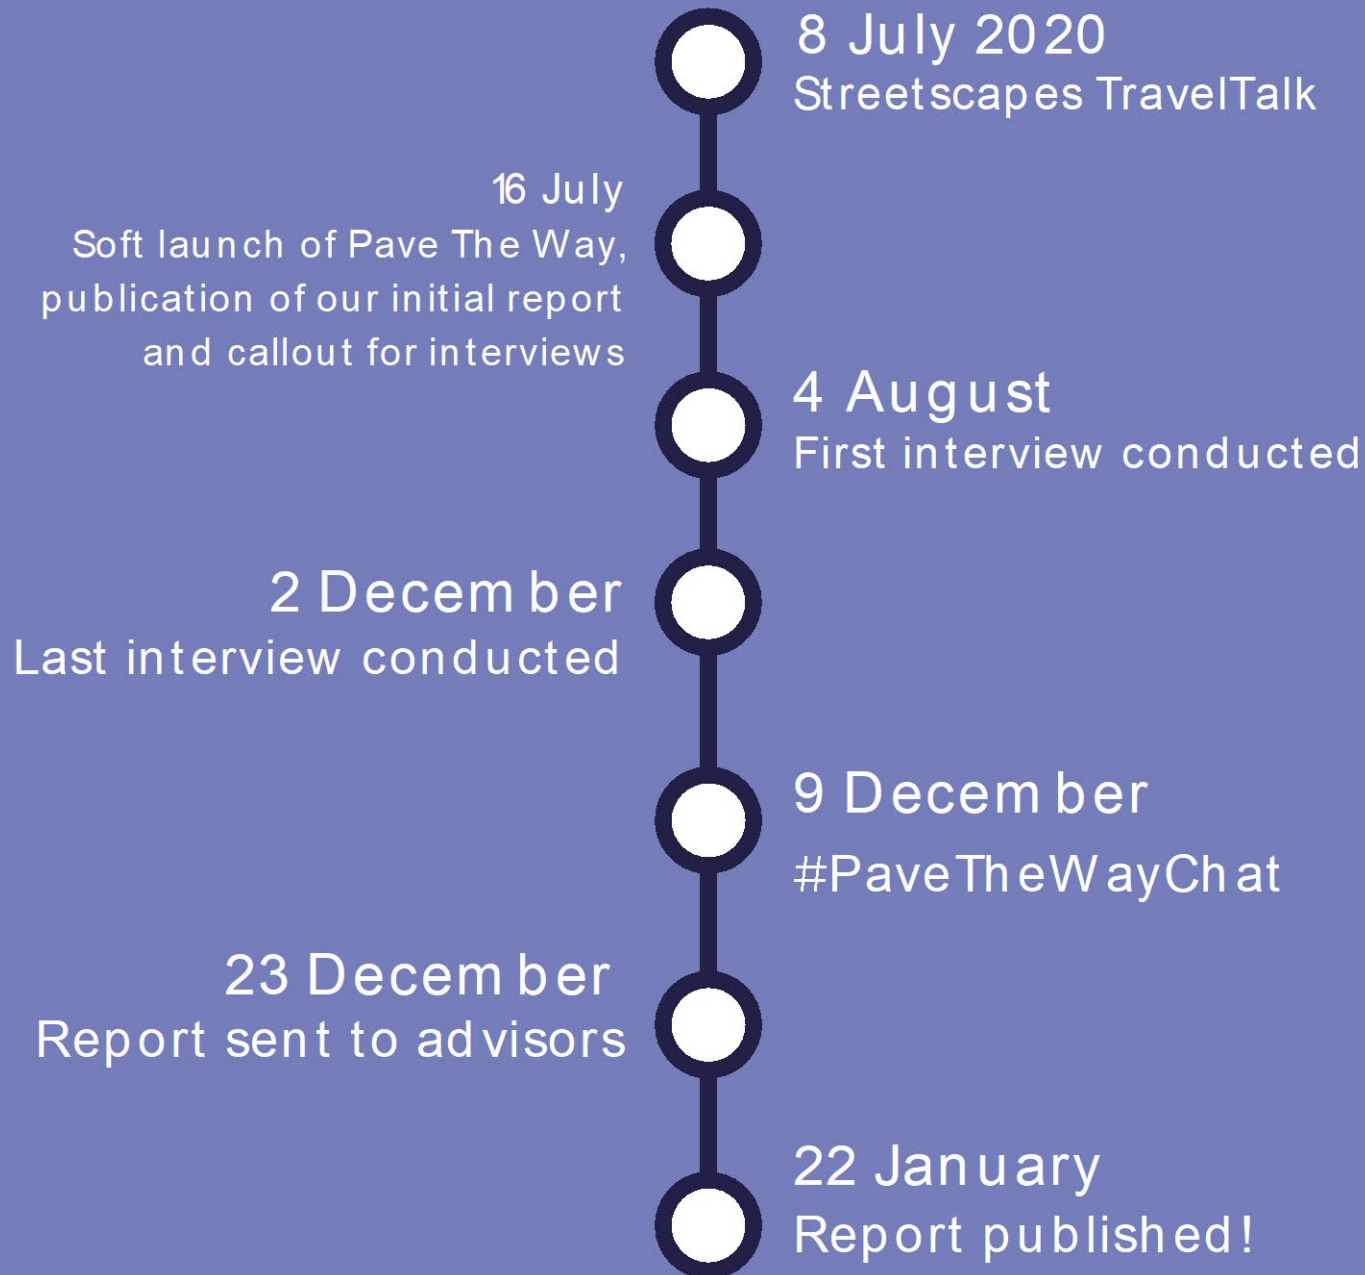 8 July 2020
Streetscapes TravelTalk
16 July
Soft launch of Pave The Way,
publication of our initial report
and callout for interviews
4 August
First interview conducted
2 December
Last interview conducted
9 December
#PaveTheWayChat
23 December
Report sent to advisors
22 January
Report published!